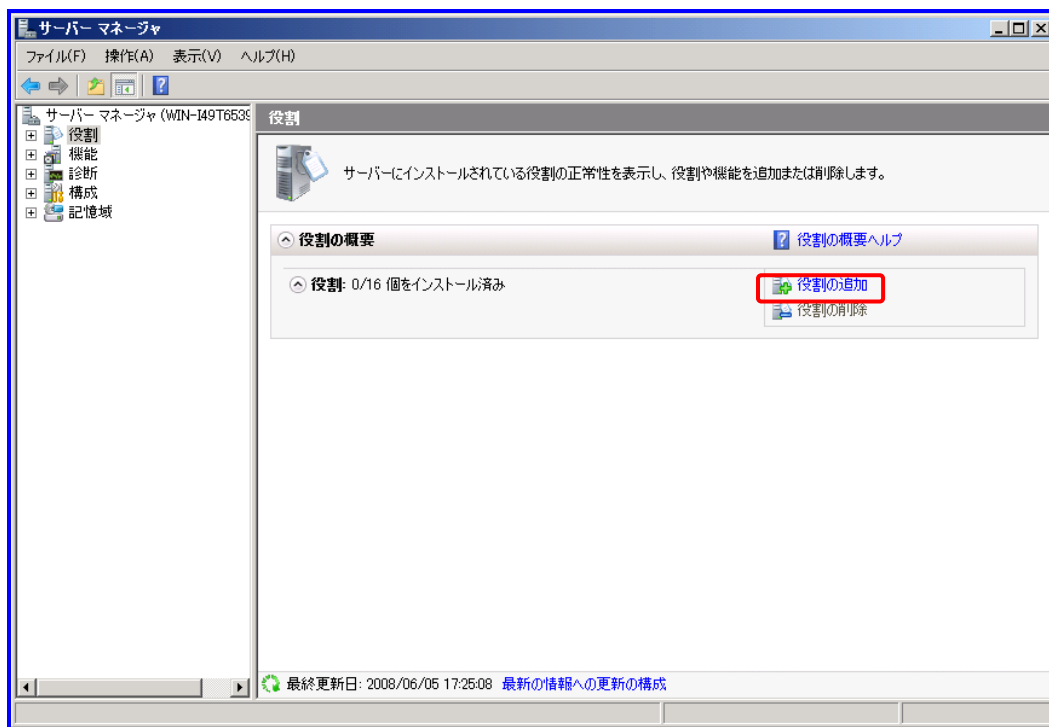 サーバー マネージャ
ファイル(F) 操作(A) 表示(V) ヘルプ(H)
サーバー マネージャ (WIN-I49T6539
役割
機能
診断
構成
記憶域
役割
サーバーにインストールされている役割の正常性を表示し、役割や機能を追加または削除します。
役割の概要
役割の概要ヘルプ
役割: 0/16 個をインストール済み
役割の追加
役割の削除
最終更新日: 2008/06/05 17:25:08 最新の情報への更新の構成